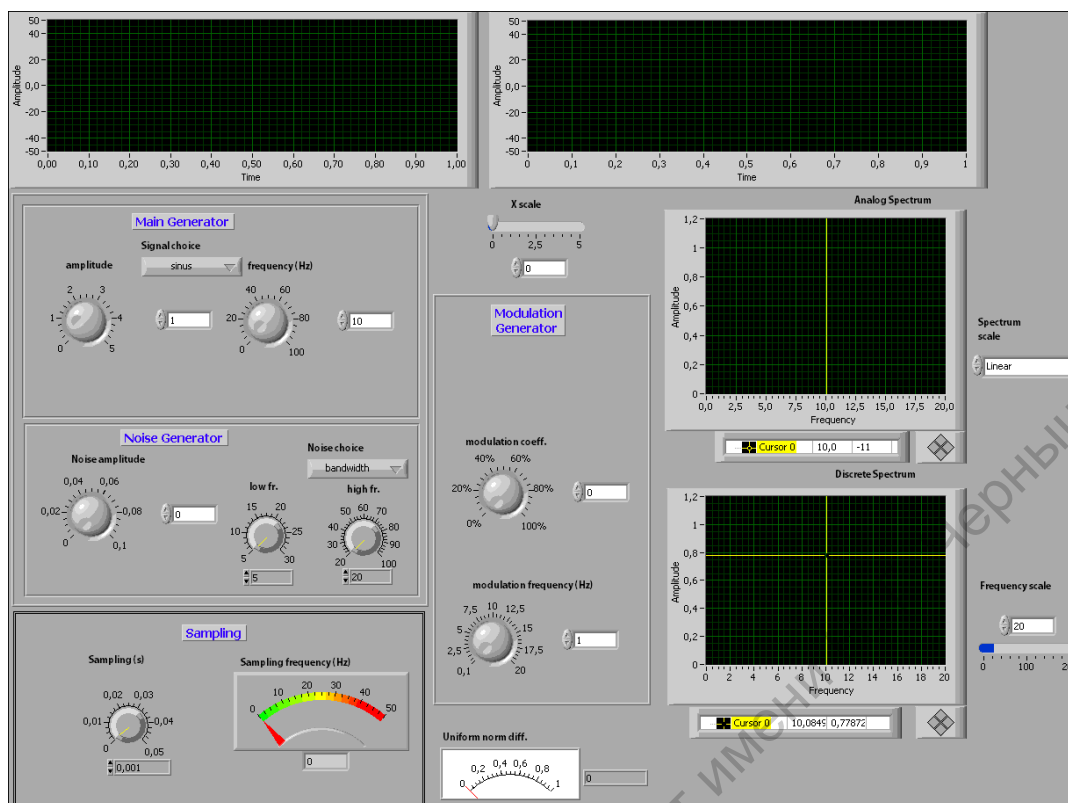 50
40
20
0,0
-20
-40
-50
Amplitude
0,00 0,10 0,20 0,30 0,40 0,50 0,60 0,70 0,80 0,90 1,00
Time
50
40
20
0,0
-20
-40
-50
Amplitude
0 0,1 0,2 0,3 0,4 0,5 0,6 0,7 0,8 0,9 1
Time
Main Generator
Signal choice
amplitude
sinus
frequency (Hz)
0 1 2 3 4 5
1
0 20 40 60 80 100
10
Noise Generator
Noise amplitude
Noise choice
bandwidth
0 0,02 0,04 0,06 0,08 0,1
0
low fr.
5 10 15 20 25 30
5
high fr.
20 30 40 50 60 70 80 90 100
20
Sampling
Sampling (s)
0 0,01 0,02 0,03 0,04 0,05
0,001
Sampling frequency (Hz)
0 10 20 30 40 50
0
X scale
0 2,5 5
0
Modulation
Generator
modulation coeff.
0% 20% 40% 60% 80% 100%
0
modulation frequency (Hz)
0,1 2,5 5 7,5 10 12,5 15 17,5 20
1
Uniform norm diff.
0 0,2 0,4 0,6 0,8 1
0
Analog Spectrum
1,2
1
0,8
0,6
0,4
0,2
0
Amplitude
0,0 2,5 5,0 7,5 10,0 12,5 15,0 17,5 20,0
Frequency
Cursor 0 10,0 -11
Spectrum
scale
Linear
Discrete Spectrum
1,2
1
0,8
0,6
0,4
0,2
0
Amplitude
0 2 4 6 8 10 12 14 16 18 20
Frequency
Cursor 0 10,0849 0,77872
Frequency scale
20
0 100 20
имени Черны